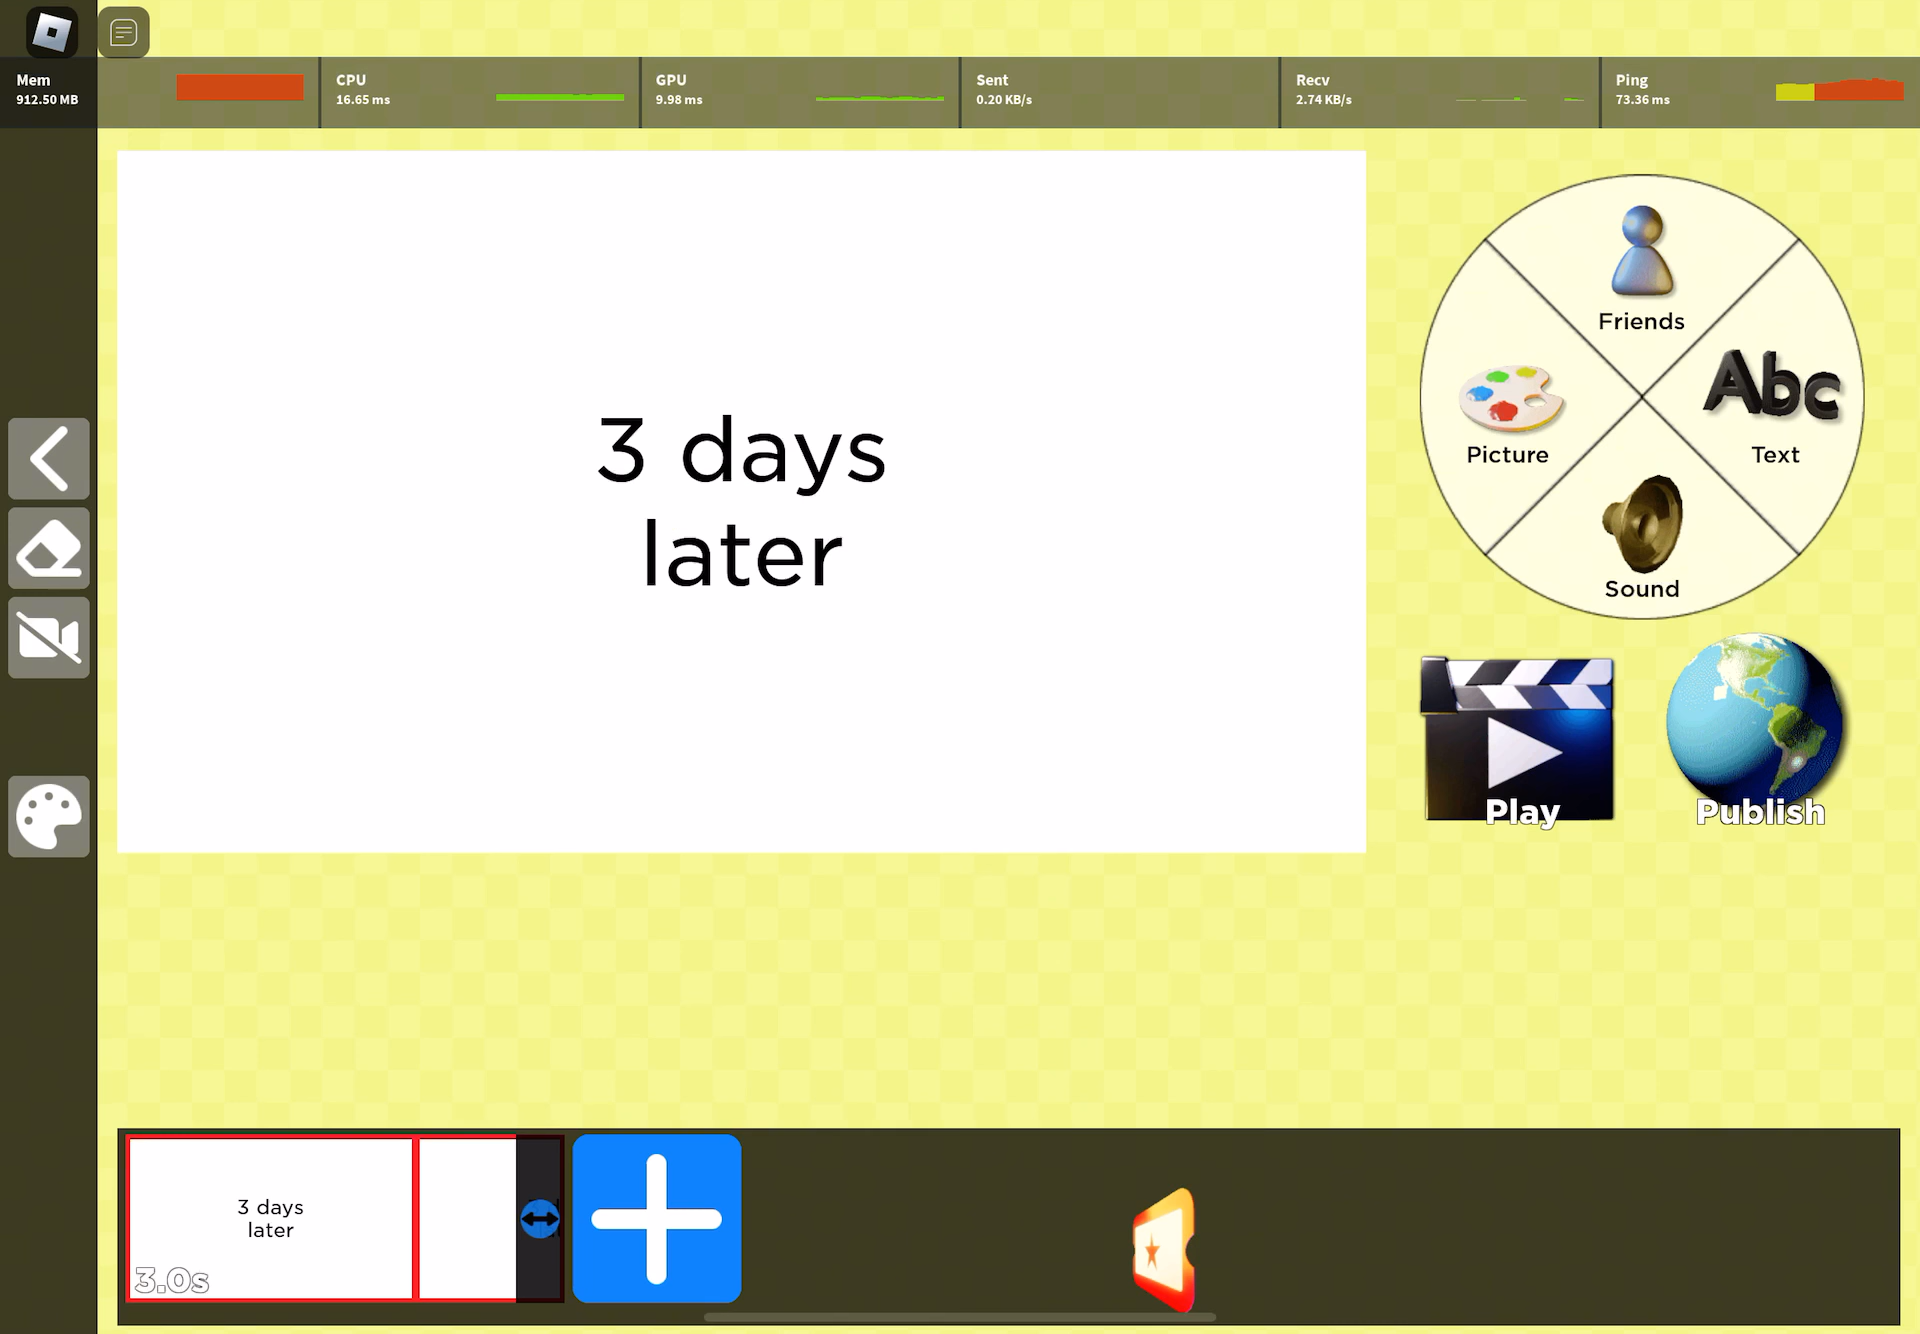 Mem
912.50 MB
CPU
16.65 ms
GPU
9.98 ms
Sent
0.20 KB/s
Recv
2.74 KB/s
Ping
73.36 ms
3 days
later
Friends
Picture
Abc
Text
Sound
Play
Publish
3 days
later
3.0s